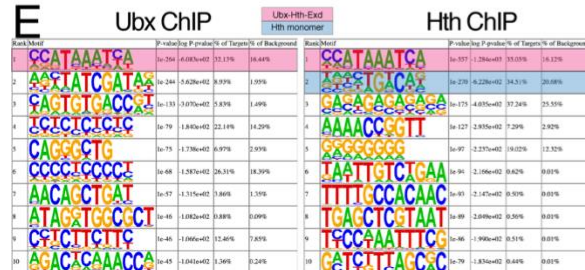 E
Ubx ChIP
Ubx-Hth-Exd
Hth monomer
Hth ChIP
Rank Motif P-value log P-pvalue % of Targets % of Background
1 1e-264 -6.083e+02 32.13% 16.44%
2 1e-244 -5.628e+02 8.93% 1.95%
3 CAGTGTGACCGT 1e-133 -3.070e+02 5.83% 1.49%
4 1e-79 -1.840e+02 22.14% 14.29%
5 CAGGGCTG 1e-75 -1.738e+02 6.97% 2.93%
6 1e-68 -1.587e+02 26.31% 18.39%
7 AACAGCTGAT 1e-57 -1.315e+02 3.86% 1.35%
8 ATAGGTGGCGCT 1e-46 -1.082e+02 0.88% 0.09%
9 1e-46 -1.066e+02 12.46% 7.85%
10 1e-45 -1.041e+02 1.36% 0.24%
Rank Motif P-value log P-pvalue % of Targets % of Background
1 1e-557 -1.284e+03 35.03% 16.12%
2 1e-270 -6.228e+02 34.51% 20.68%
3 GAGAGAGAGAGA 1e-175 -4.035e+02 37.24% 25.55%
4 AAAACCGGTT 1e-127 -2.935e+02 7.29% 2.92%
5 GGGGGGGG 1e-97 -2.237e+02 19.02% 12.32%
6 TAATTGTCTGAA 1e-94 -2.166e+02 0.62% 0.01%
7 TTTTGCCACAAC 1e-93 -2.147e+02 0.50% 0.01%
8 TGAGCTCGTAAT 1e-89 -2.049e+02 0.56% 0.01%
9 1e-86 -1.990e+02 0.51% 0.01%
10 1e-79 -1.834e+02 0.44% 0.01%